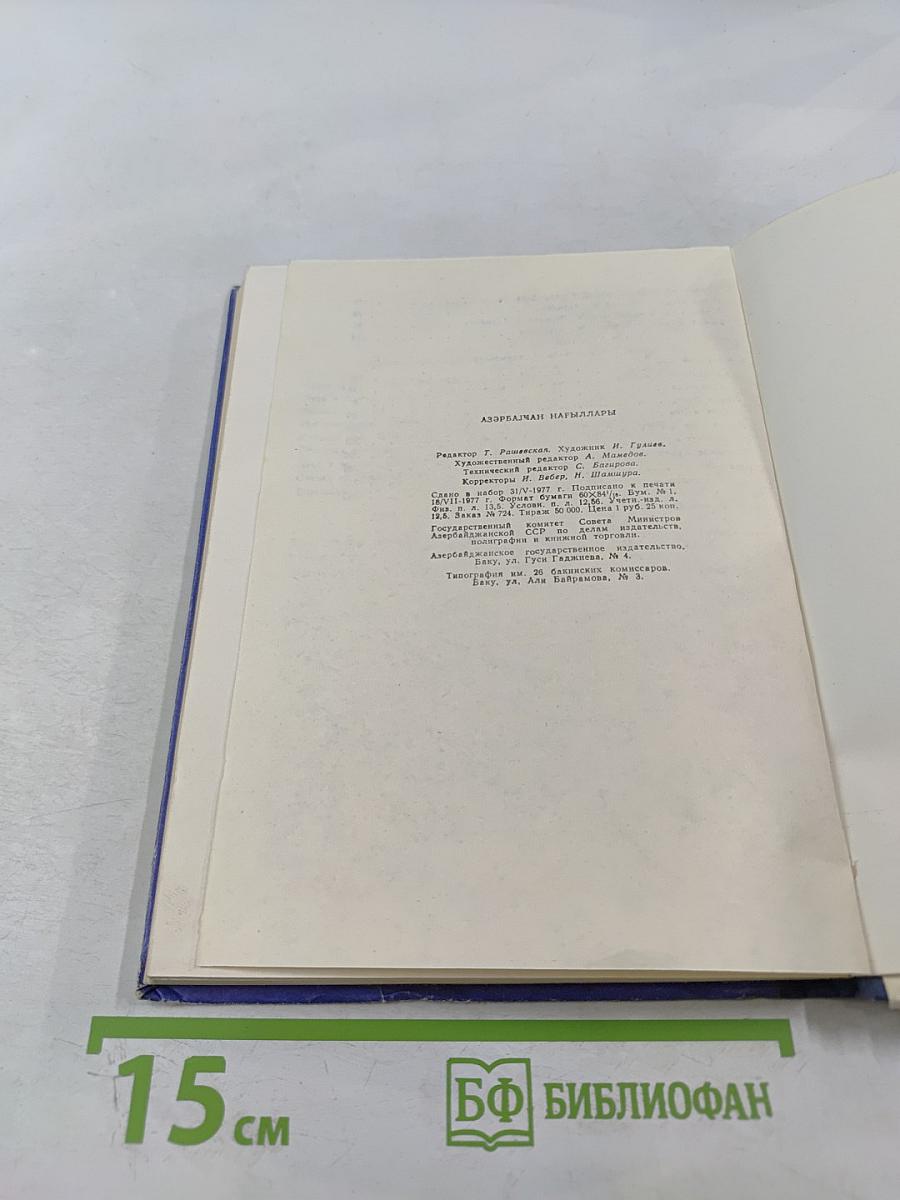 АЗӘРБАЈҸАН НАҒЫЛЛАРЫ
Редактор Т. Рашевская. Художник И. Гулиев.
Художественный редактор А. Мамедов.
Технический редактор С. Багирова.
Корректоры И. Вебер, Н. Шамшура.
Сдано в набор 31/V-1977 г. Подписано к печати
18/VII-1977 г. Формат бумаги 60X84¹/₁₆. Бум. № 1,
Физ. п. л. 13,5. Услови. п. л. 12,56. Учетн.-изд. л.
12,5. Заказ № 724. Тираж 50 000. Цена 1 руб. 25 коп.
Государственный комитет Совета Министров
Азербайджанской ССР по делам издательств,
полиграфии и книжной торговли.
Азербайджанское государственное издательство,
Баку, ул. Гуси Гаджиева, № 4.
Типография им. 26 бакинских комиссаров.
Баку, ул, Али Байрамова, № 3.
15 см
БФ БИБЛИОФАН